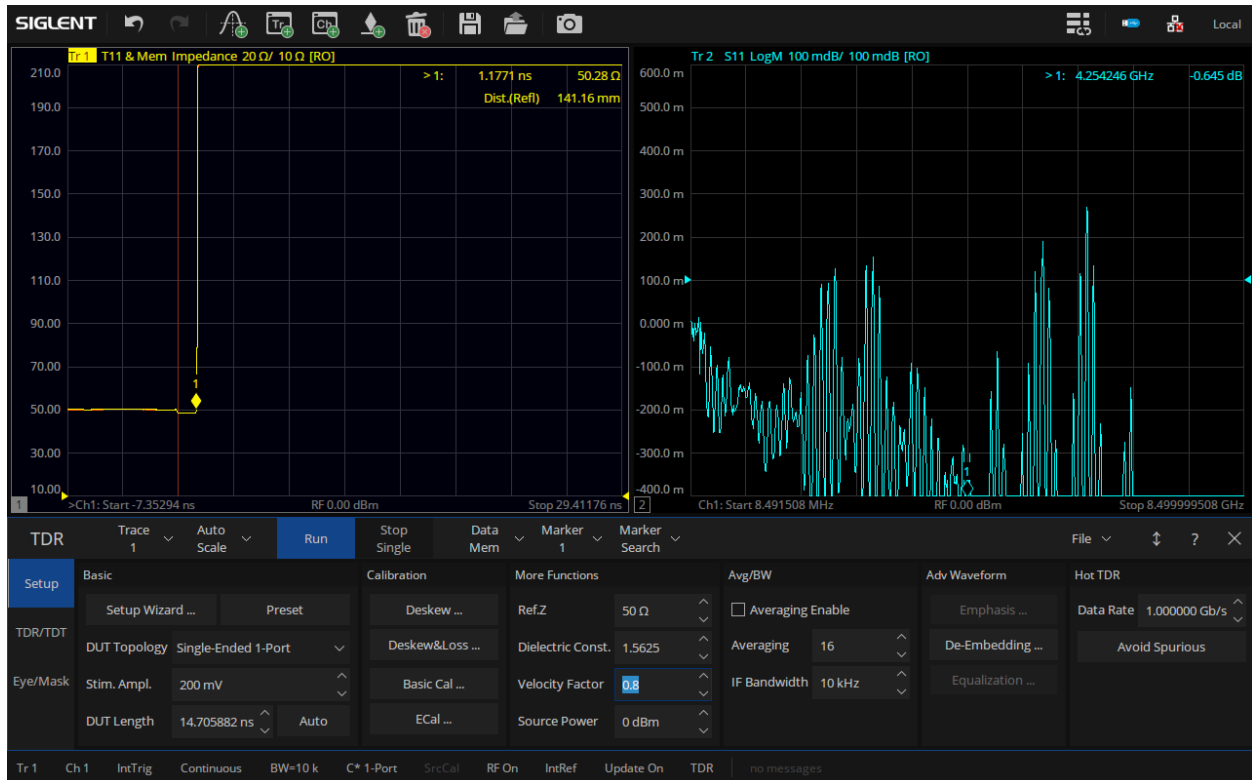 SIGLENT Tr Ch Local
Tr 1 T11 & Mem Impedance 20 Ω/ 10 Ω [RO]
> 1: 1.1771 ns 50.28 Ω
Dist.(Refl) 141.16 mm
210.0
190.0
170.0
150.0
130.0
110.0
90.00
70.00
50.00
30.00
10.00
1
1 >Ch1: Start -7.35294 ns RF 0.00 dBm Stop 29.41176 ns
Tr 2 S11 LogM 100 mdB/ 100 mdB [RO]
> 1: 4.254246 GHz -0.645 dB
600.0 m
500.0 m
400.0 m
300.0 m
200.0 m
100.0 m
0.000 m
-100.0 m
-200.0 m
-300.0 m
-400.0 m
1
2 Ch1: Start 8.491508 MHz RF 0.00 dBm Stop 8.499999508 GHz
TDR Trace 1 Auto Scale Run Stop Single Data Mem Marker 1 Marker Search File ? X
Setup Basic Calibration More Functions Avg/BW Adv Waveform Hot TDR
Setup Wizard ... Preset Deskew ... Ref.Z 50 Ω Averaging Enable Emphasis ... Data Rate 1.000000 Gb/s
TDR/TDT DUT Topology Single-Ended 1-Port Deskew&Loss ... Dielectric Const. 1.5625 Averaging 16 De-Embedding ... Avoid Spurious
Eye/Mask Stim. Ampl. 200 mV Basic Cal ... Velocity Factor 0.8 IF Bandwidth 10 kHz Equalization ...
DUT Length 14.705882 ns Auto ECal ... Source Power 0 dBm
Tr 1 Ch 1 IntTrig Continuous BW=10 k C* 1-Port SrcCal RF On IntRef Update On TDR no messages